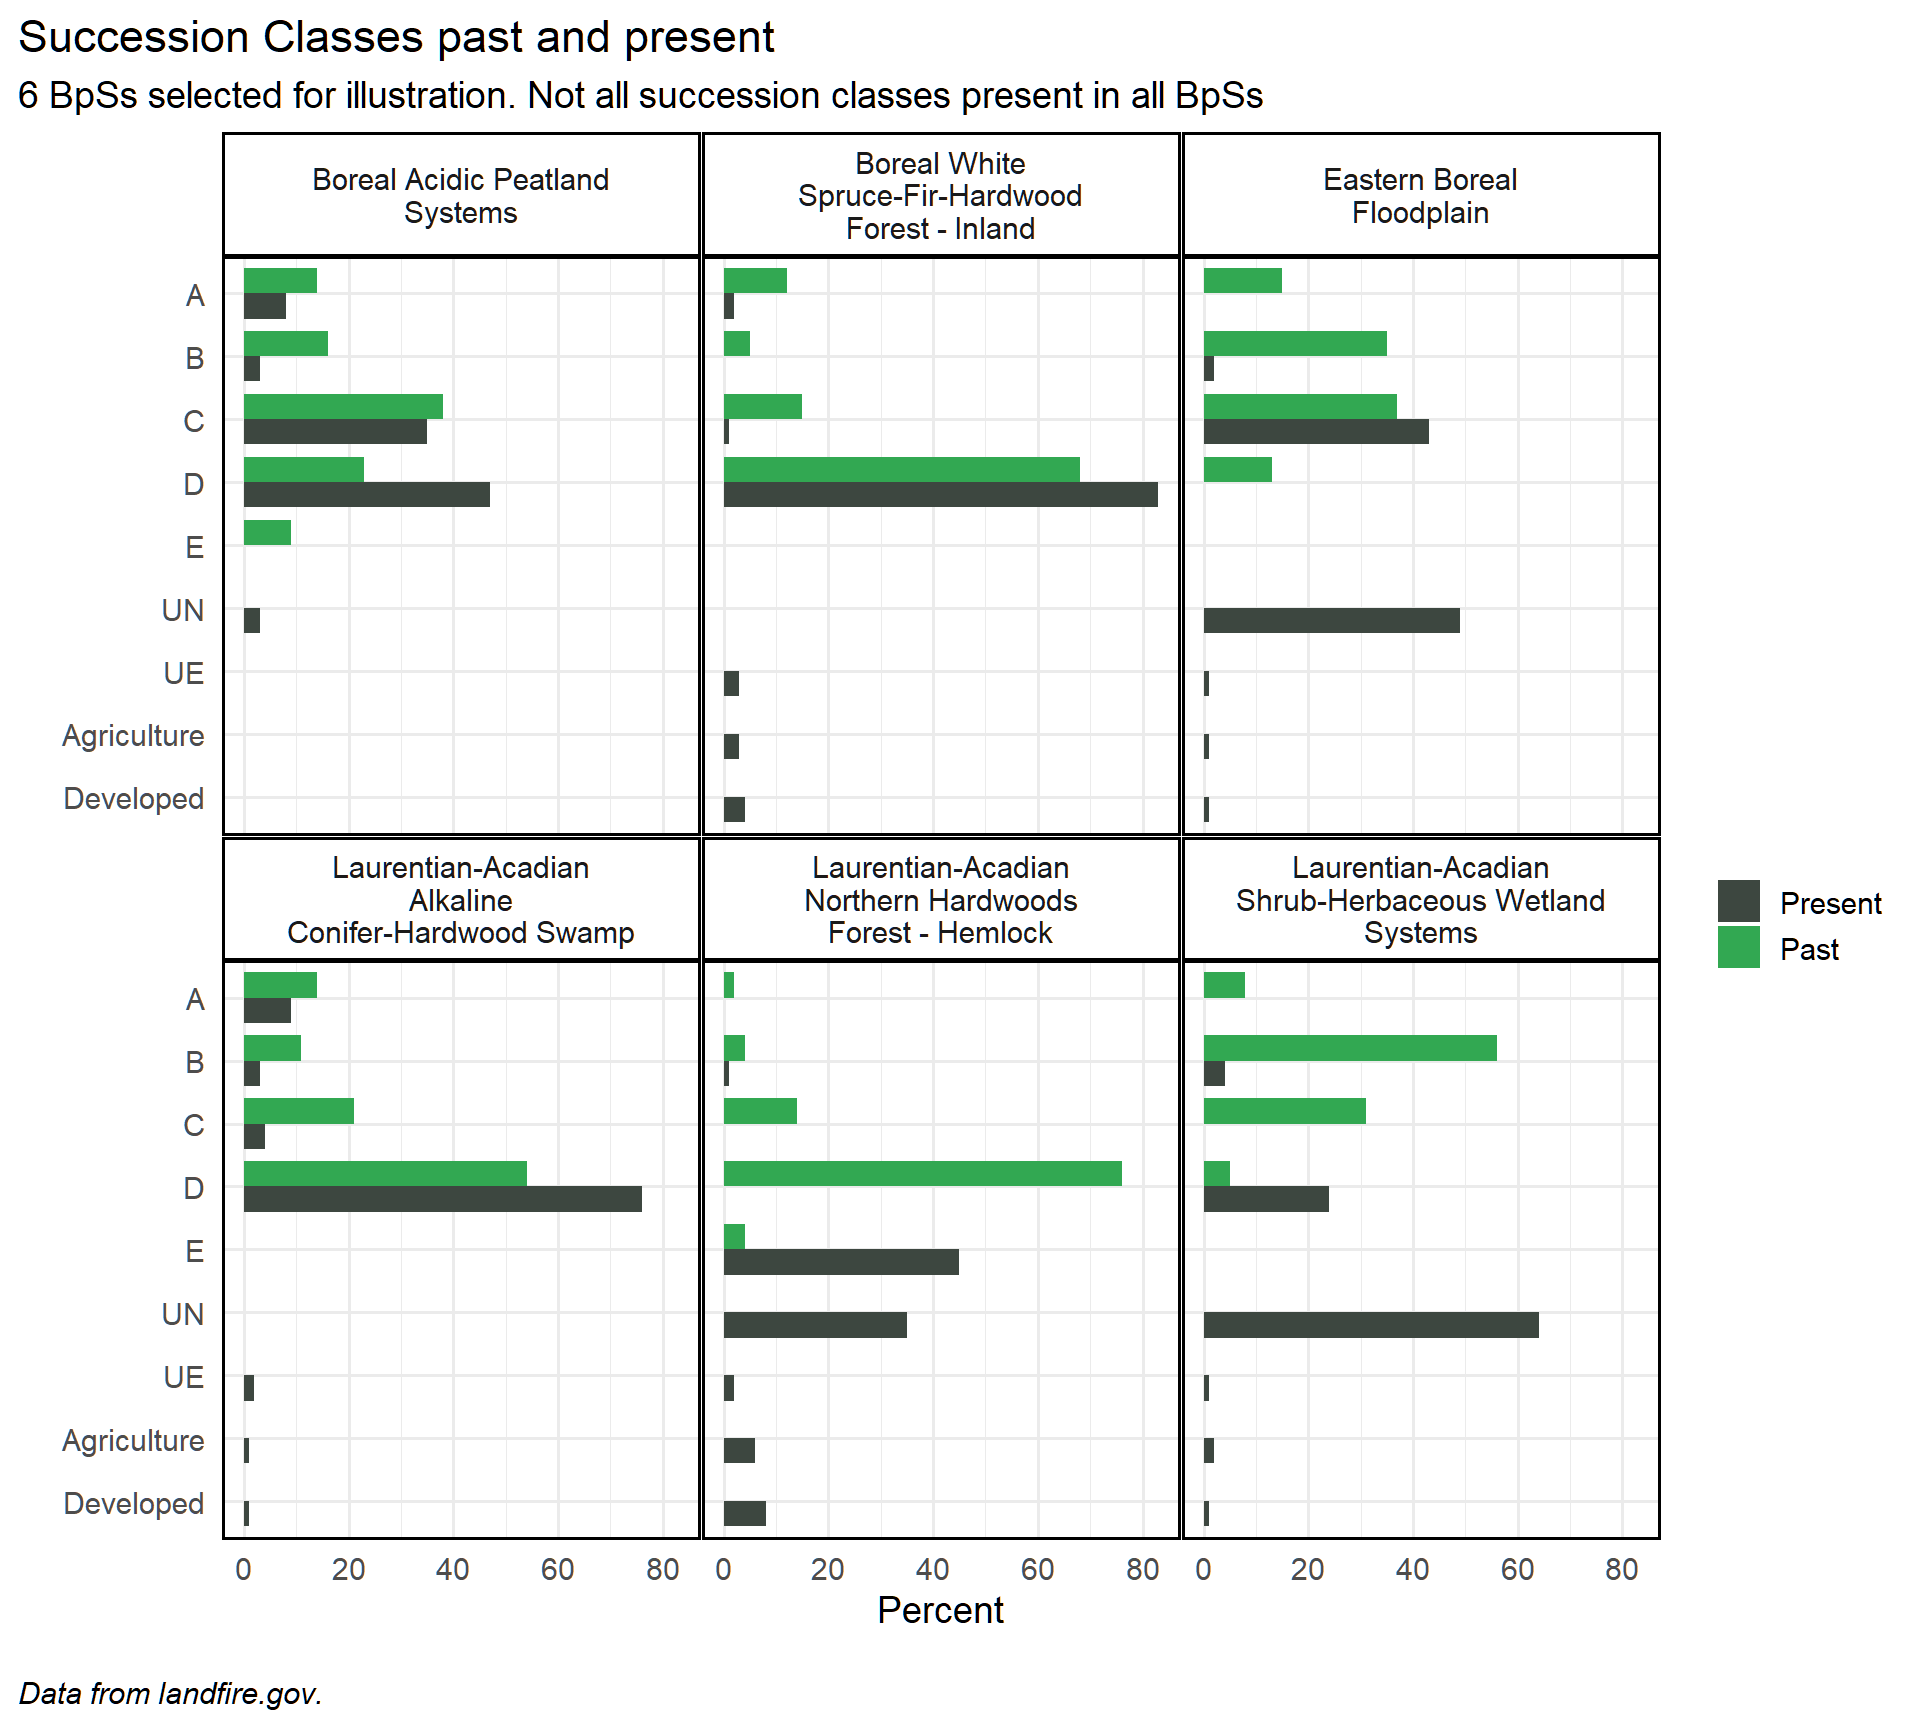 Succession Classes past and present
6 BpSs selected for illustration. Not all succession classes present in all BpSs
Boreal Acidic Peatland
Systems
Boreal White
Spruce-Fir-Hardwood
Forest - Inland
Eastern Boreal
Floodplain
A
B
C
D
E
UN
UE
Agriculture
Developed
Laurentian-Acadian
Alkaline
Conifer-Hardwood Swamp
Laurentian-Acadian
Northern Hardwoods
Forest - Hemlock
Laurentian-Acadian
Shrub-Herbaceous Wetland
Systems
Present
Past
A
B
C
D
E
UN
UE
Agriculture
Developed
0 20 40 60 80 0 20 40 60 80 0 20 40 60 80
Percent
Data from landfire.gov.